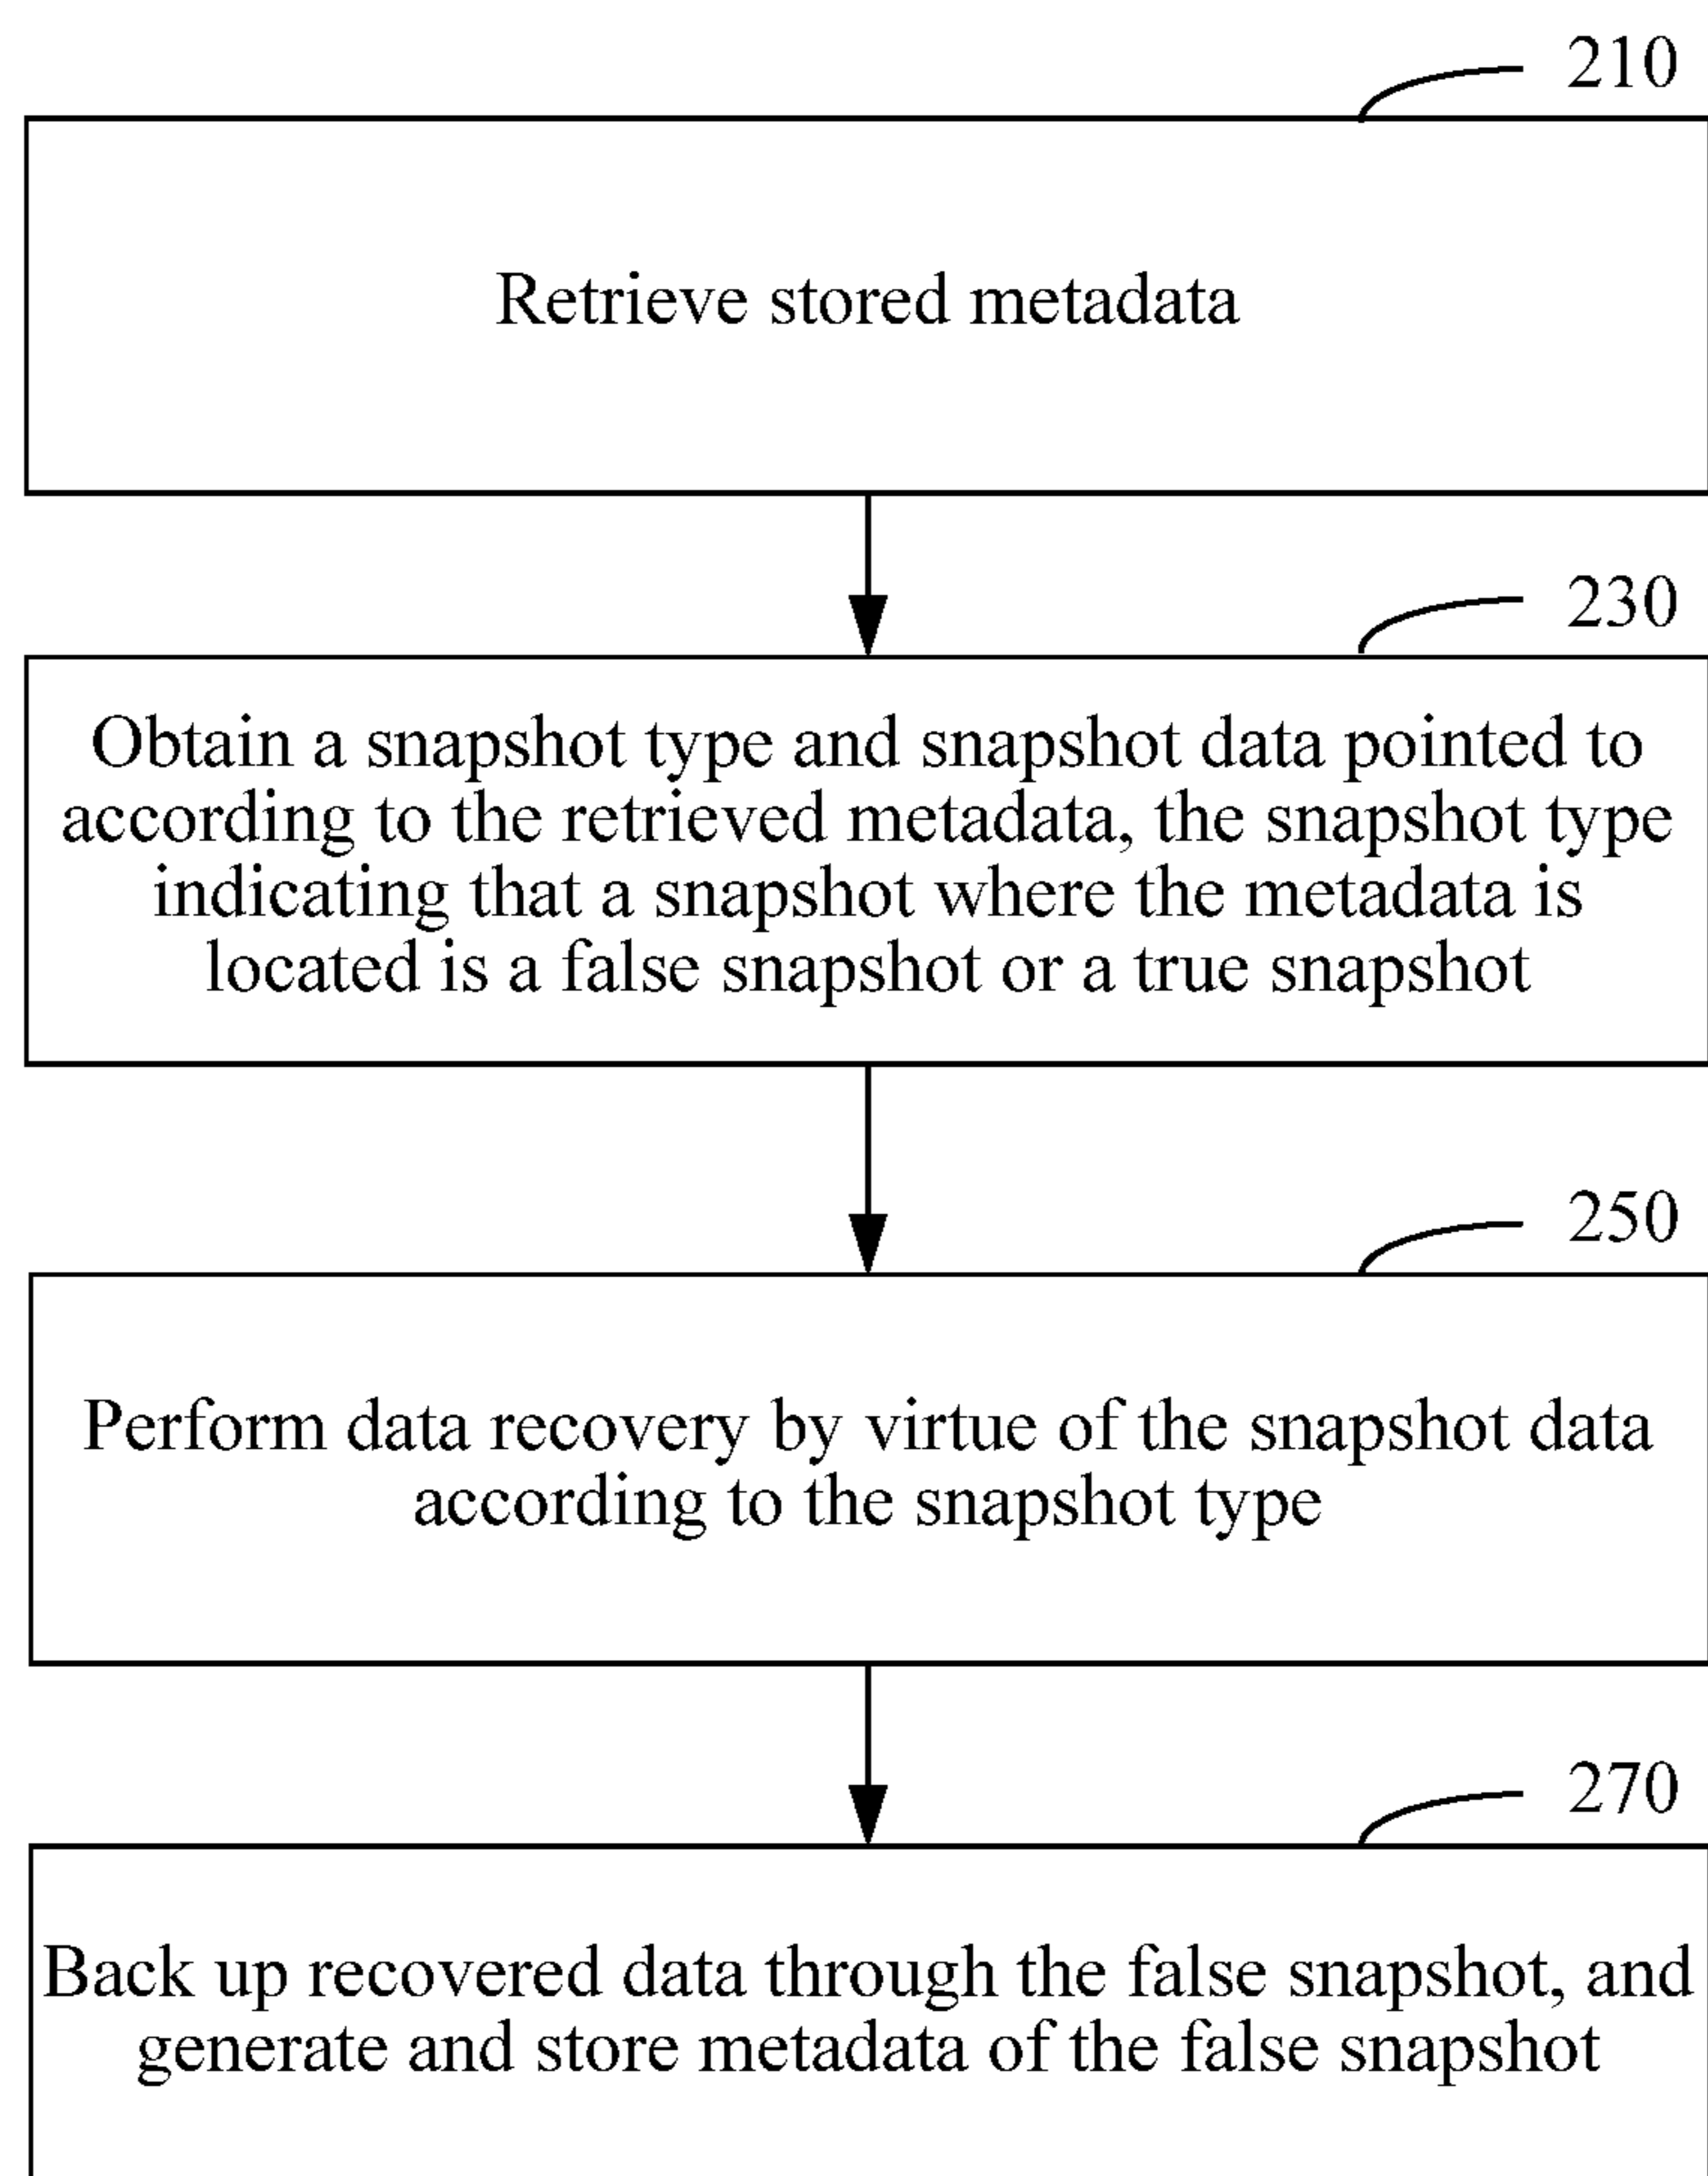 210
Retrieve stored metadata
230
Obtain a snapshot type and snapshot data pointed to
according to the retrieved metadata, the snapshot type
indicating that a snapshot where the metadata is
located is a false snapshot or a true snapshot
250
Perform data recovery by virtue of the snapshot data
according to the snapshot type
270
Back up recovered data through the false snapshot, and
generate and store metadata of the false snapshot